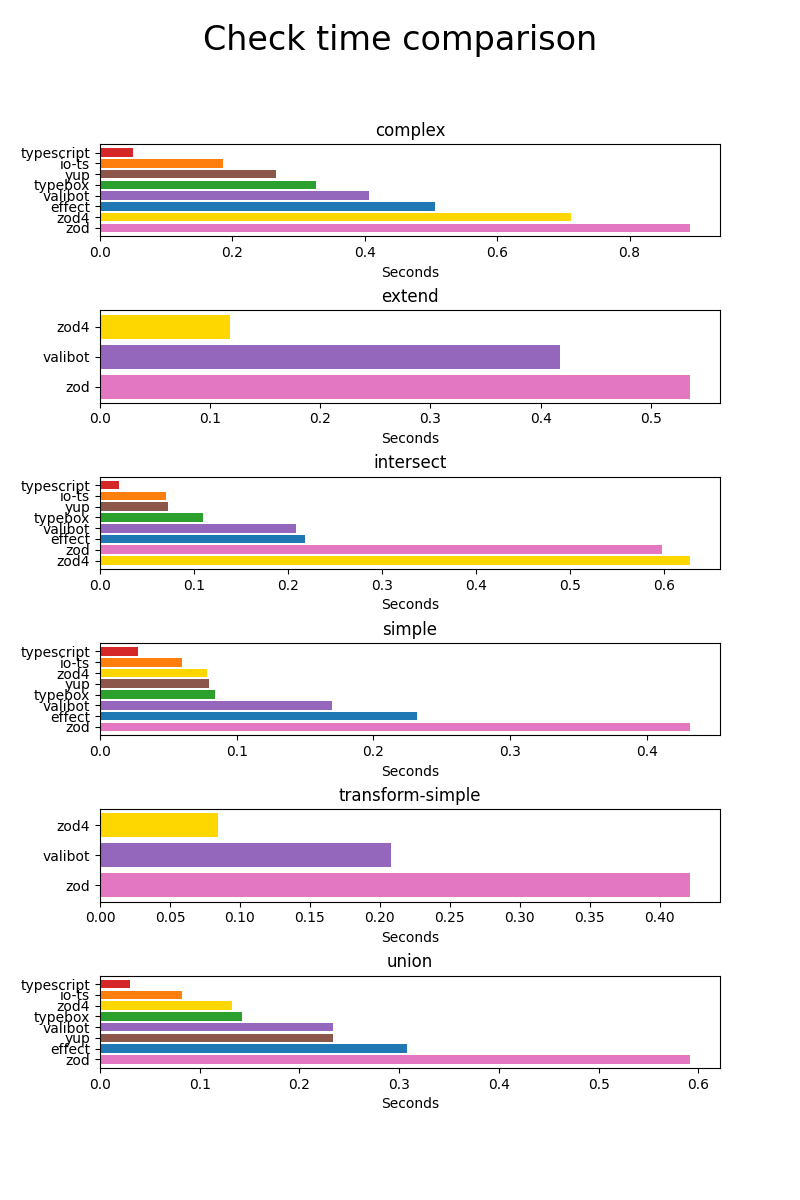 Check time comparison
complex
typescript
io-ts
yup
typebox
valibot
effect
zod4
zod
0.0 0.2 0.4 0.6 0.8
Seconds
extend
zod4
valibot
zod
0.0 0.1 0.2 0.3 0.4 0.5
Seconds
intersect
typescript
io-ts
yup
typebox
valibot
effect
zod
zod4
0.0 0.1 0.2 0.3 0.4 0.5 0.6
Seconds
simple
typescript
io-ts
zod4
yup
typebox
valibot
effect
zod
0.0 0.1 0.2 0.3 0.4
Seconds
transform-simple
zod4
valibot
zod
0.00 0.05 0.10 0.15 0.20 0.25 0.30 0.35 0.40
Seconds
union
typescript
io-ts
zod4
typebox
valibot
yup
effect
zod
0.0 0.1 0.2 0.3 0.4 0.5 0.6
Seconds